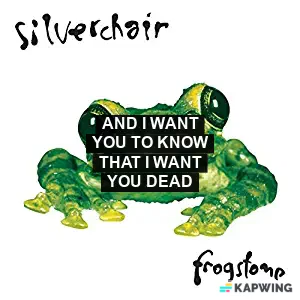 silverchair
AND I WANT
YOU TO KNOW
THAT I WANT
YOU DEAD
frogstomp
KAPWING